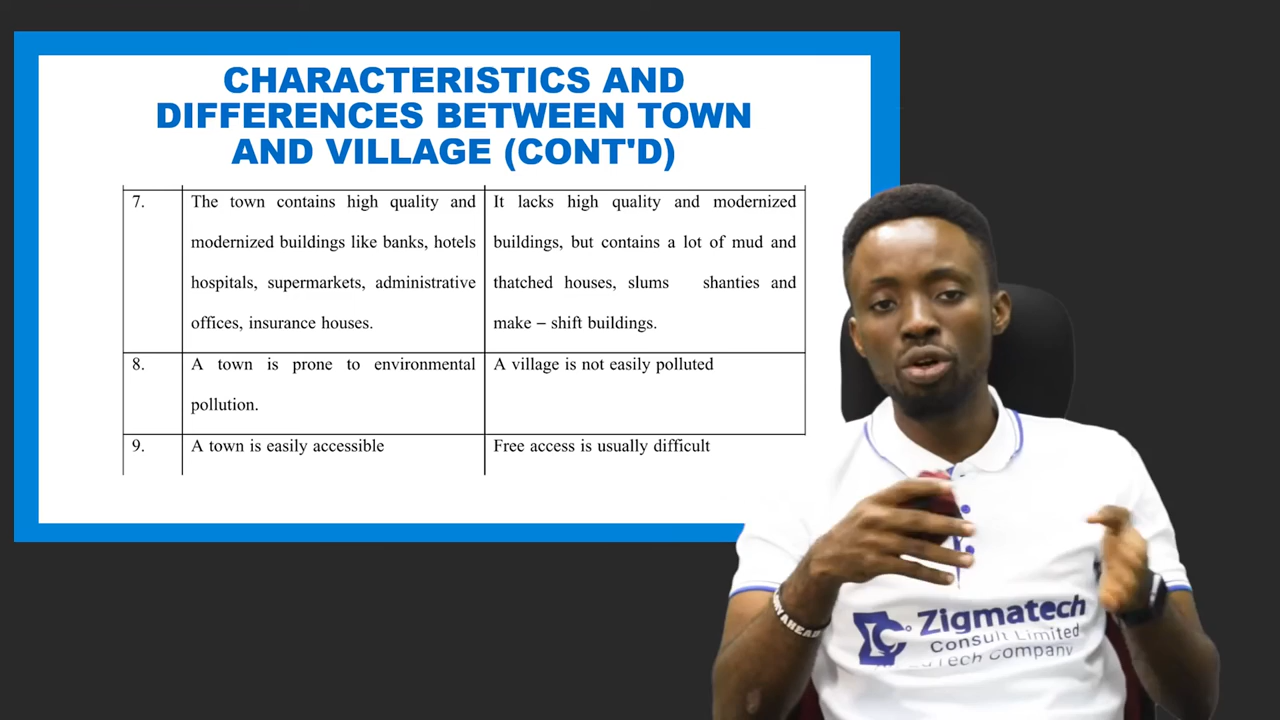 CHARACTERISTICS AND
DIFFERENCES BETWEEN TOWN
AND VILLAGE (CONT'D)
7.
The town contains high quality and
modernized buildings like banks, hotels
hospitals, supermarkets, administrative
offices, insurance houses.
It lacks high quality and modernized
buildings, but contains a lot of mud and
thatched houses, slums shanties and
make – shift buildings.
8.
A town is prone to environmental
pollution.
A village is not easily polluted
9.
A town is easily accessible
Free access is usually difficult
Zigmatech
Consult Limited
Tech Company